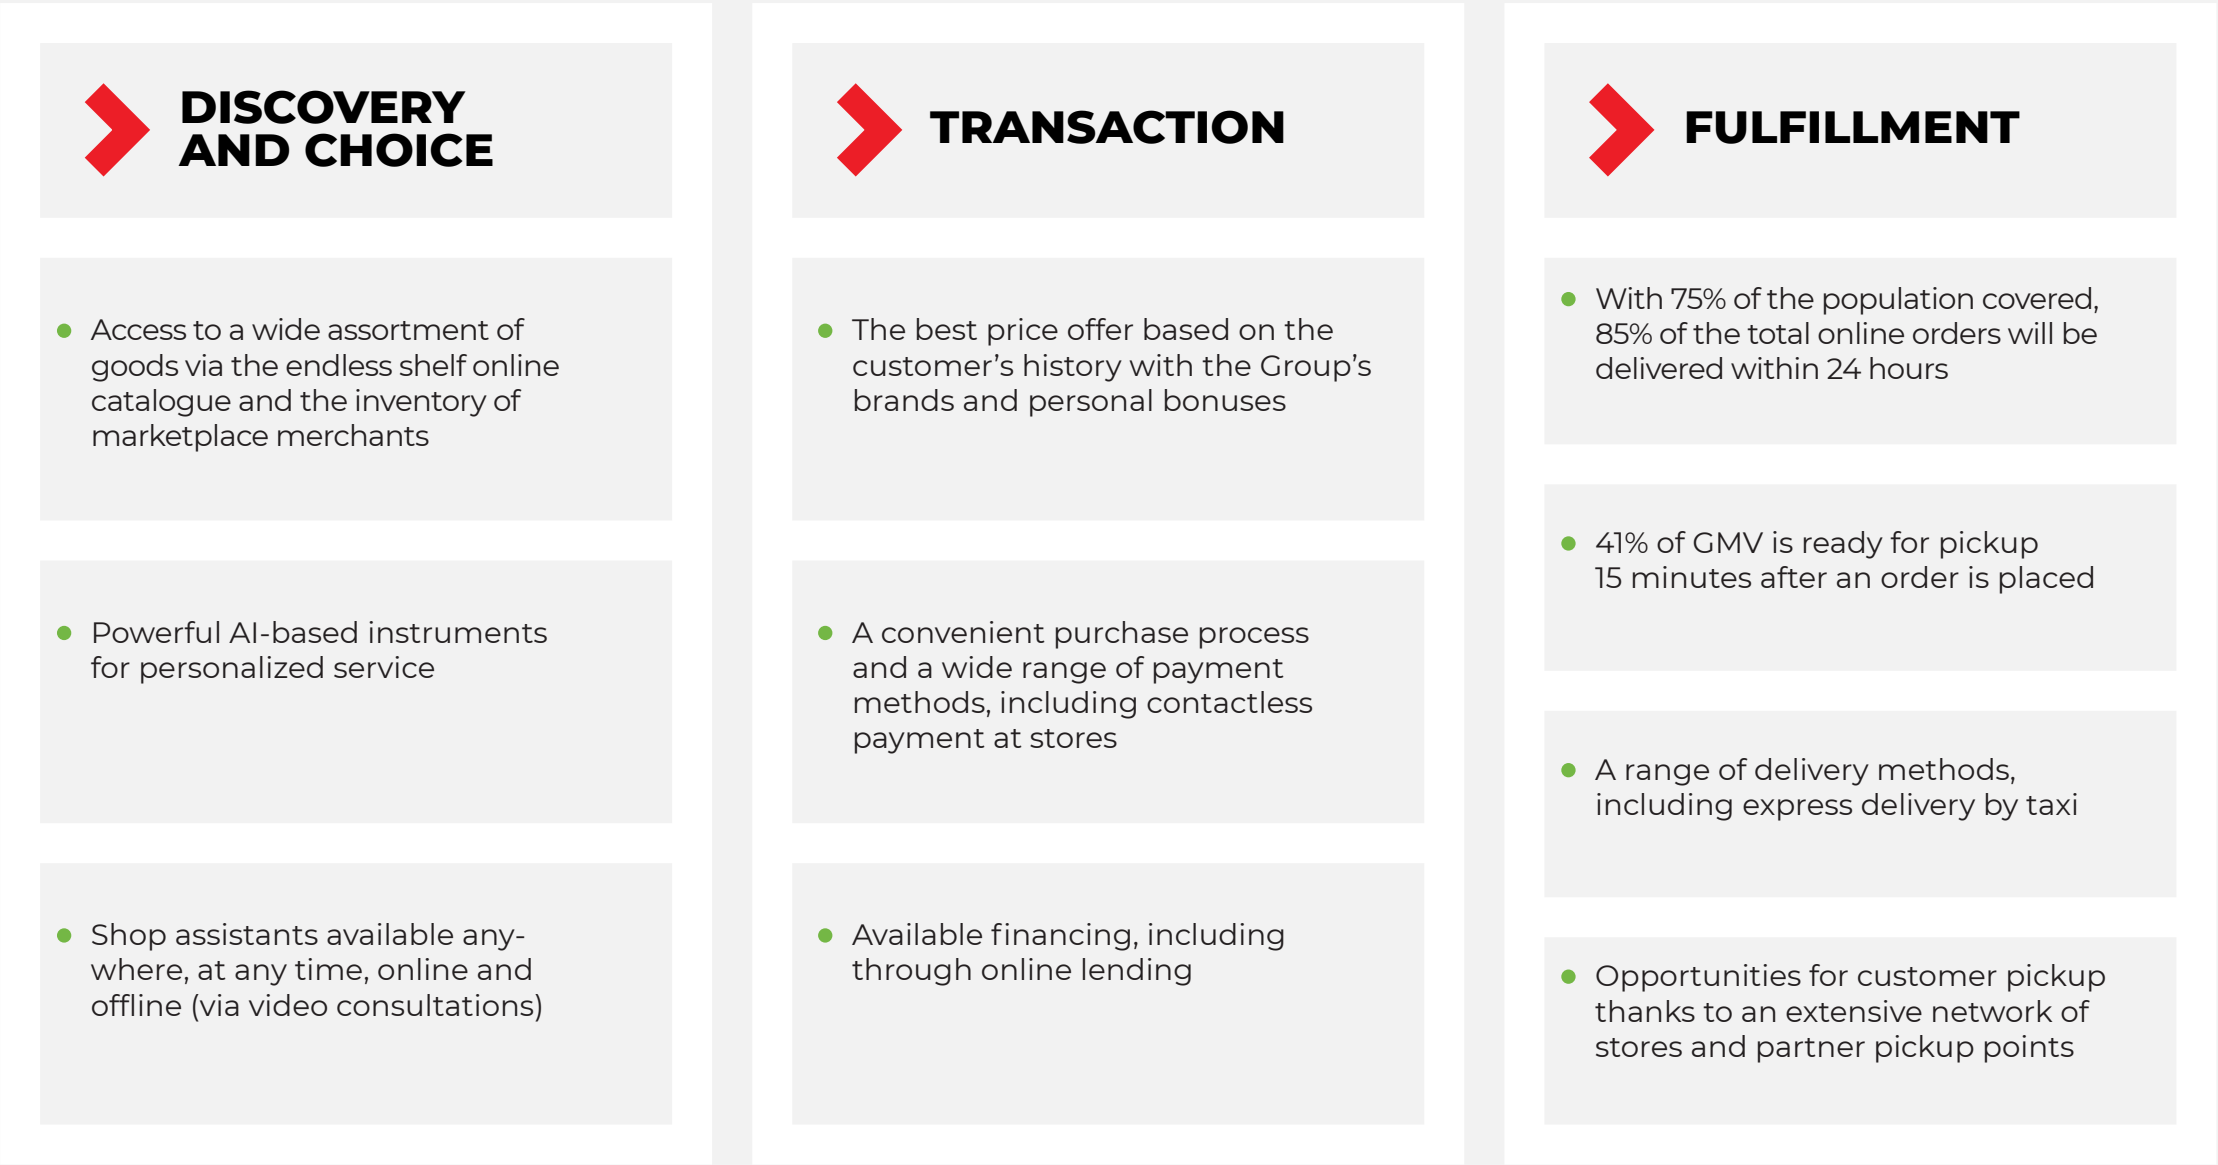 DISCOVERY
AND CHOICE
Access to a wide assortment of
goods via the endless shelf online
catalogue and the inventory of
marketplace merchants
Powerful AI-based instruments
for personalized service
Shop assistants available any-
where, at any time, online and
offline (via video consultations)
TRANSACTION
The best price offer based on the
customer’s history with the Group’s
brands and personal bonuses
A convenient purchase process
and a wide range of payment
methods, including contactless
payment at stores
Available financing, including
through online lending
FULFILLMENT
With 75% of the population covered,
85% of the total online orders will be
delivered within 24 hours
41% of GMV is ready for pickup
15 minutes after an order is placed
A range of delivery methods,
including express delivery by taxi
Opportunities for customer pickup
thanks to an extensive network of
stores and partner pickup points